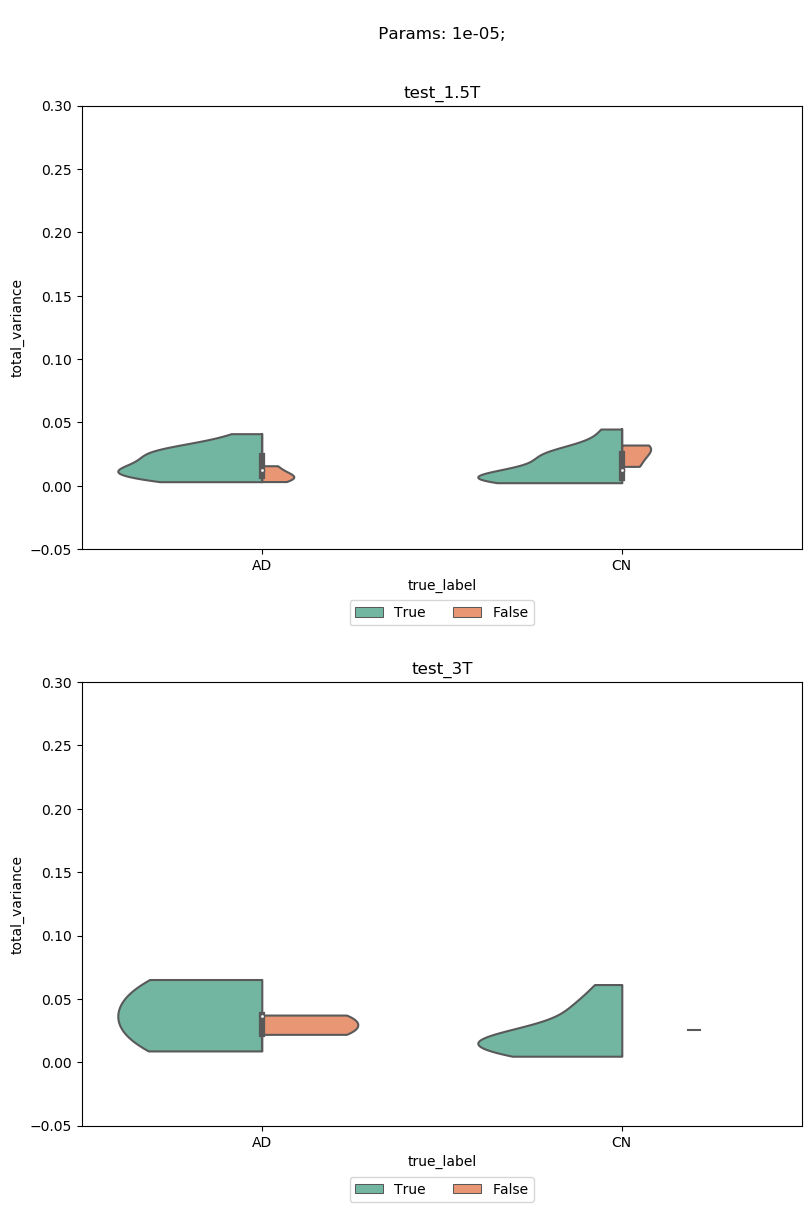 Params: 1e-05;
test_1.5T
0.30
0.25
0.20
0.15
0.10
0.05
0.00
−0.05
total_variance
AD CN
true_label
True False
test_3T
0.30
0.25
0.20
0.15
0.10
0.05
0.00
−0.05
total_variance
AD CN
true_label
True False